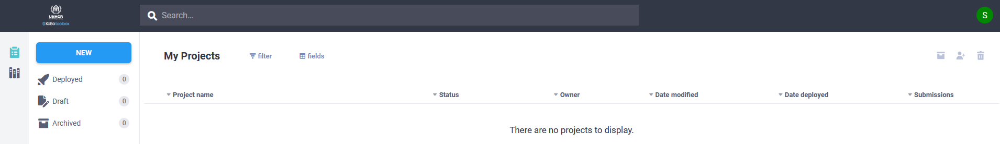 UNHCR
KoBotoolbox
Search...
S
NEW
Deployed 0
Draft 0
Archived 0
My Projects filter fields
Project name Status Owner Date modified Date deployed Submissions
There are no projects to display.